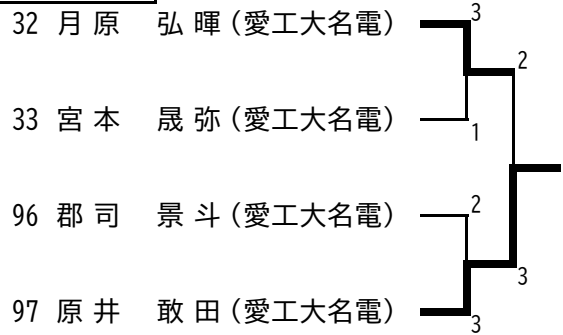 32 月原 弘暉(愛工大名電)
3
2
33 宮本 晟弥(愛工大名電)
1
96 郡司 景斗(愛工大名電)
2
3
97 原井 敢田(愛工大名電)
3